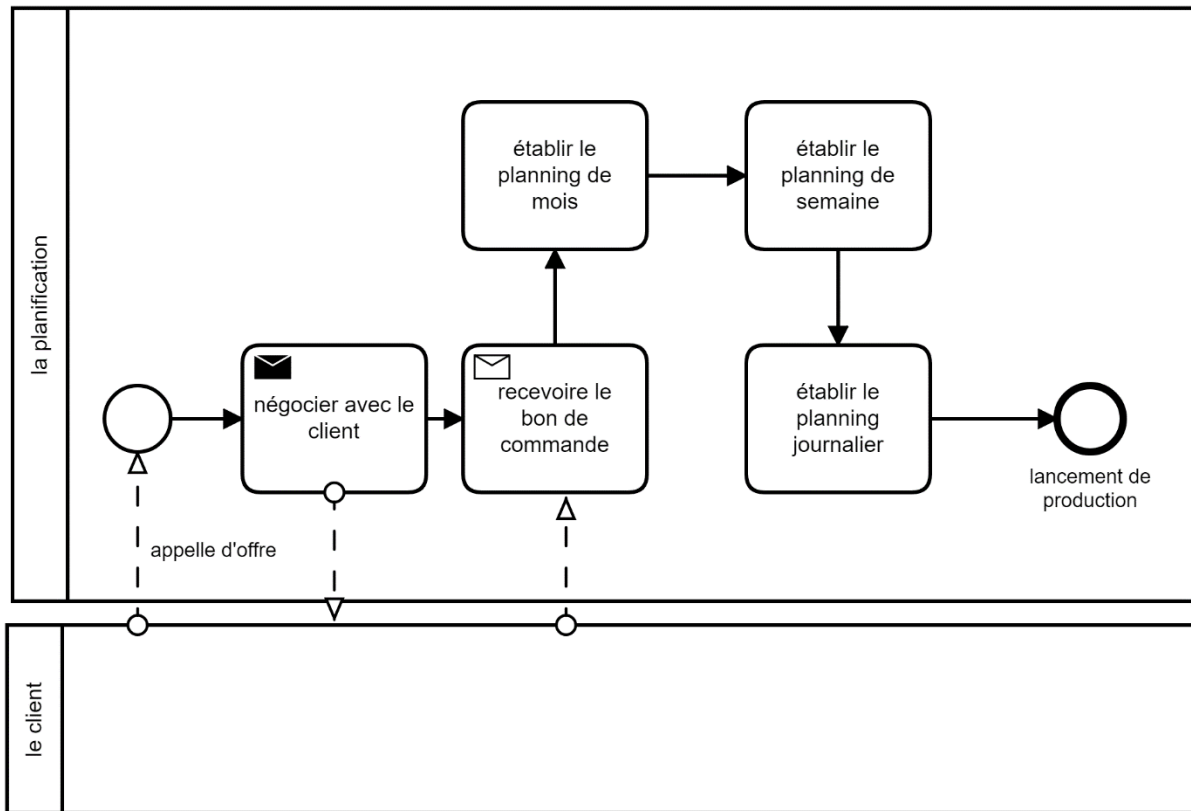 la planification
établir le
planning de
mois
établir le
planning de
semaine
négocier avec le
client
recevoire le
bon de
commande
établir le
planning
journalier
lancement de
production
appelle d'offre
le client